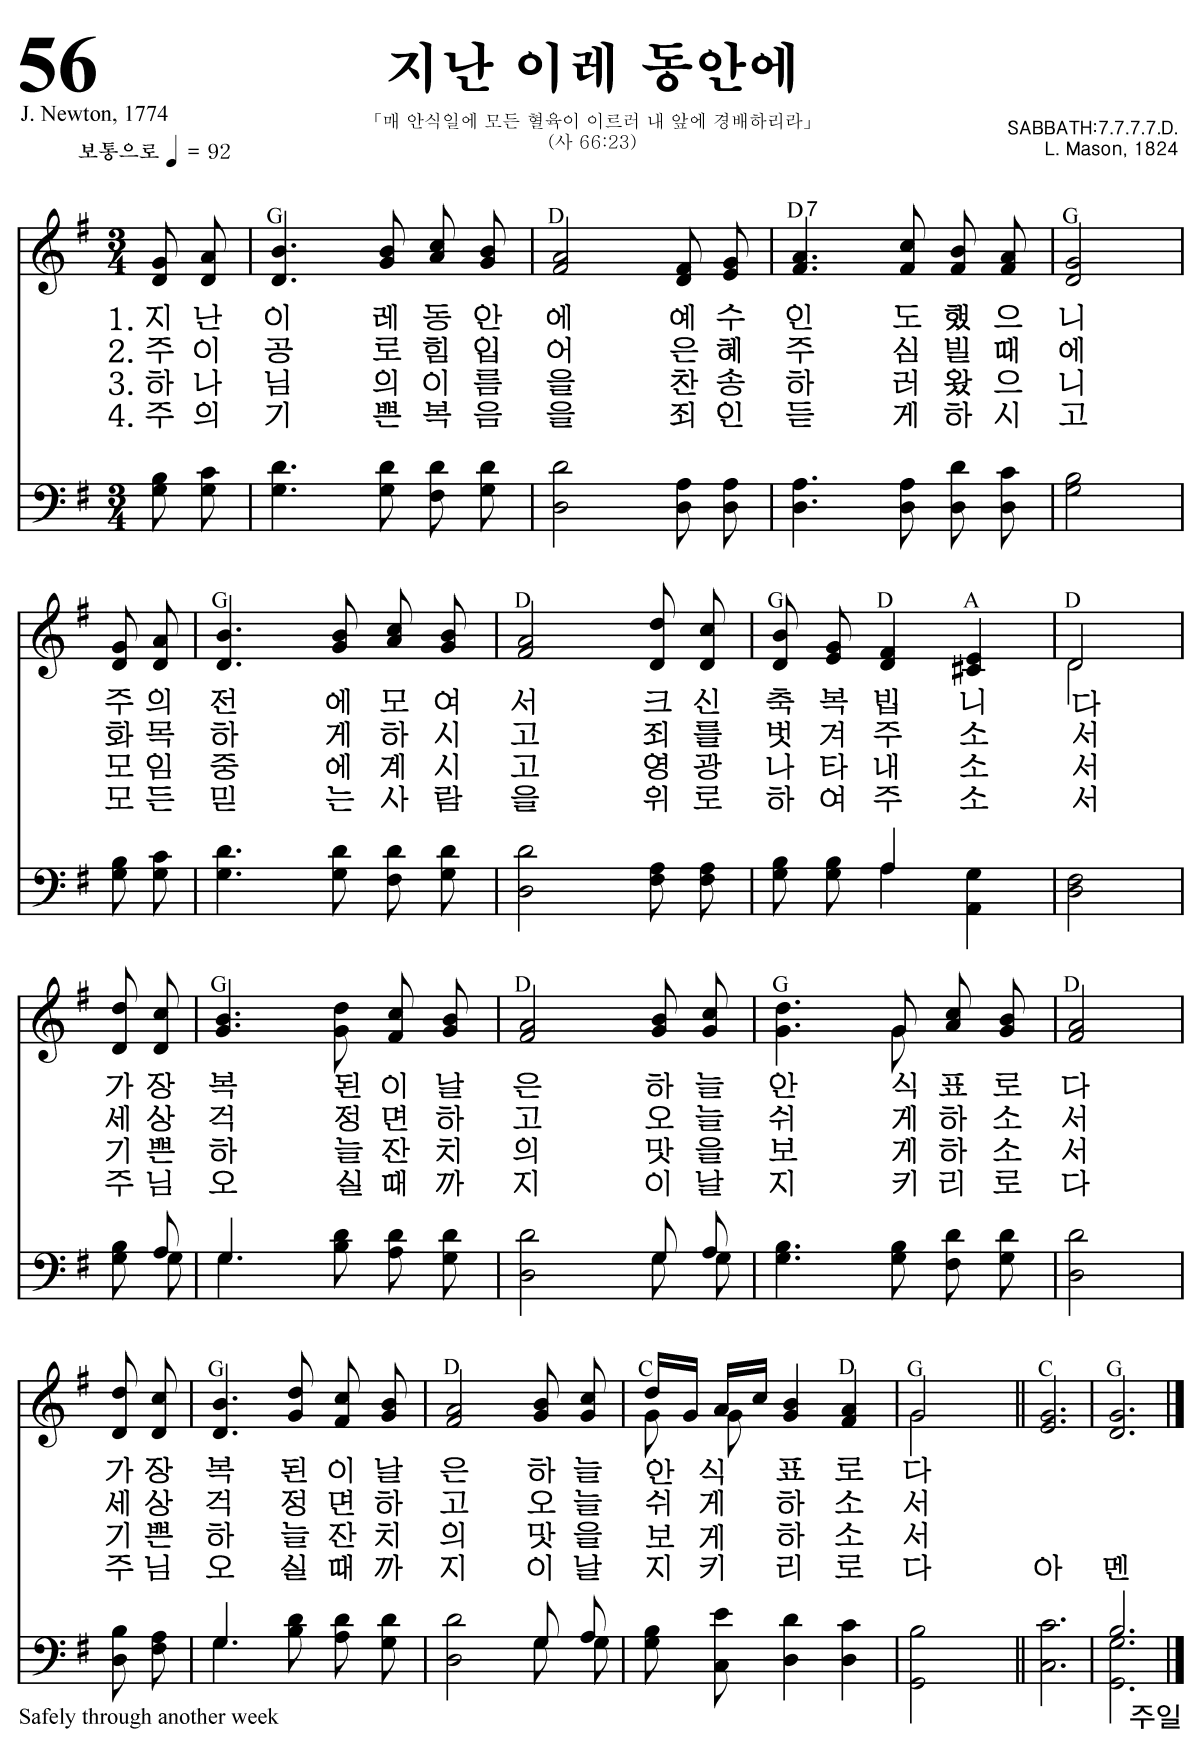 56
지난 이레 동안에
J. Newton, 1774
「매 안식일에 모든 혈육이 이르러 내 앞에 경배하리라」
(사 66:23)
SABBATH:7.7.7.7.D.
L. Mason, 1824
보통으로 ♩ = 92
G D D7 G
1. 지 난 이 레 동 안 에 예 수 인 도 했 으 니
2. 주 이 공 로 힘 입 어 은 혜 주 심 빌 때 에
3. 하 나 님 의 이 름 을 찬 송 하 러 왔 으 니
4. 주 의 기 쁜 복 음 을 죄 인 듣 게 하 시 고
G D G D A D
주 의 전 에 모 여 서 크 신 축 복 빕 니 다
화 목 하 게 하 시 고 죄 를 벗 겨 주 소 서
모 임 중 에 계 시 고 영 광 나 타 내 소 서
모 든 믿 는 사 람 을 위 로 하 여 주 소 서
G D G D
가 장 복 된 이 날 은 하 늘 안 식 표 로 다
세 상 걱 정 면 하 고 오 늘 쉬 게 하 소 서
기 쁜 하 늘 잔 치 의 맛 을 보 게 하 소 서
주 님 오 실 때 까 지 이 날 지 키 리 로 다
G D C D G C G
가 장 복 된 이 날 은 하 늘 안 식 표 로 다
세 상 걱 정 면 하 고 오 늘 쉬 게 하 소 서
기 쁜 하 늘 잔 치 의 맛 을 보 게 하 소 서
주 님 오 실 때 까 지 이 날 지 키 리 로 다 아 멘
Safely through another week
주일